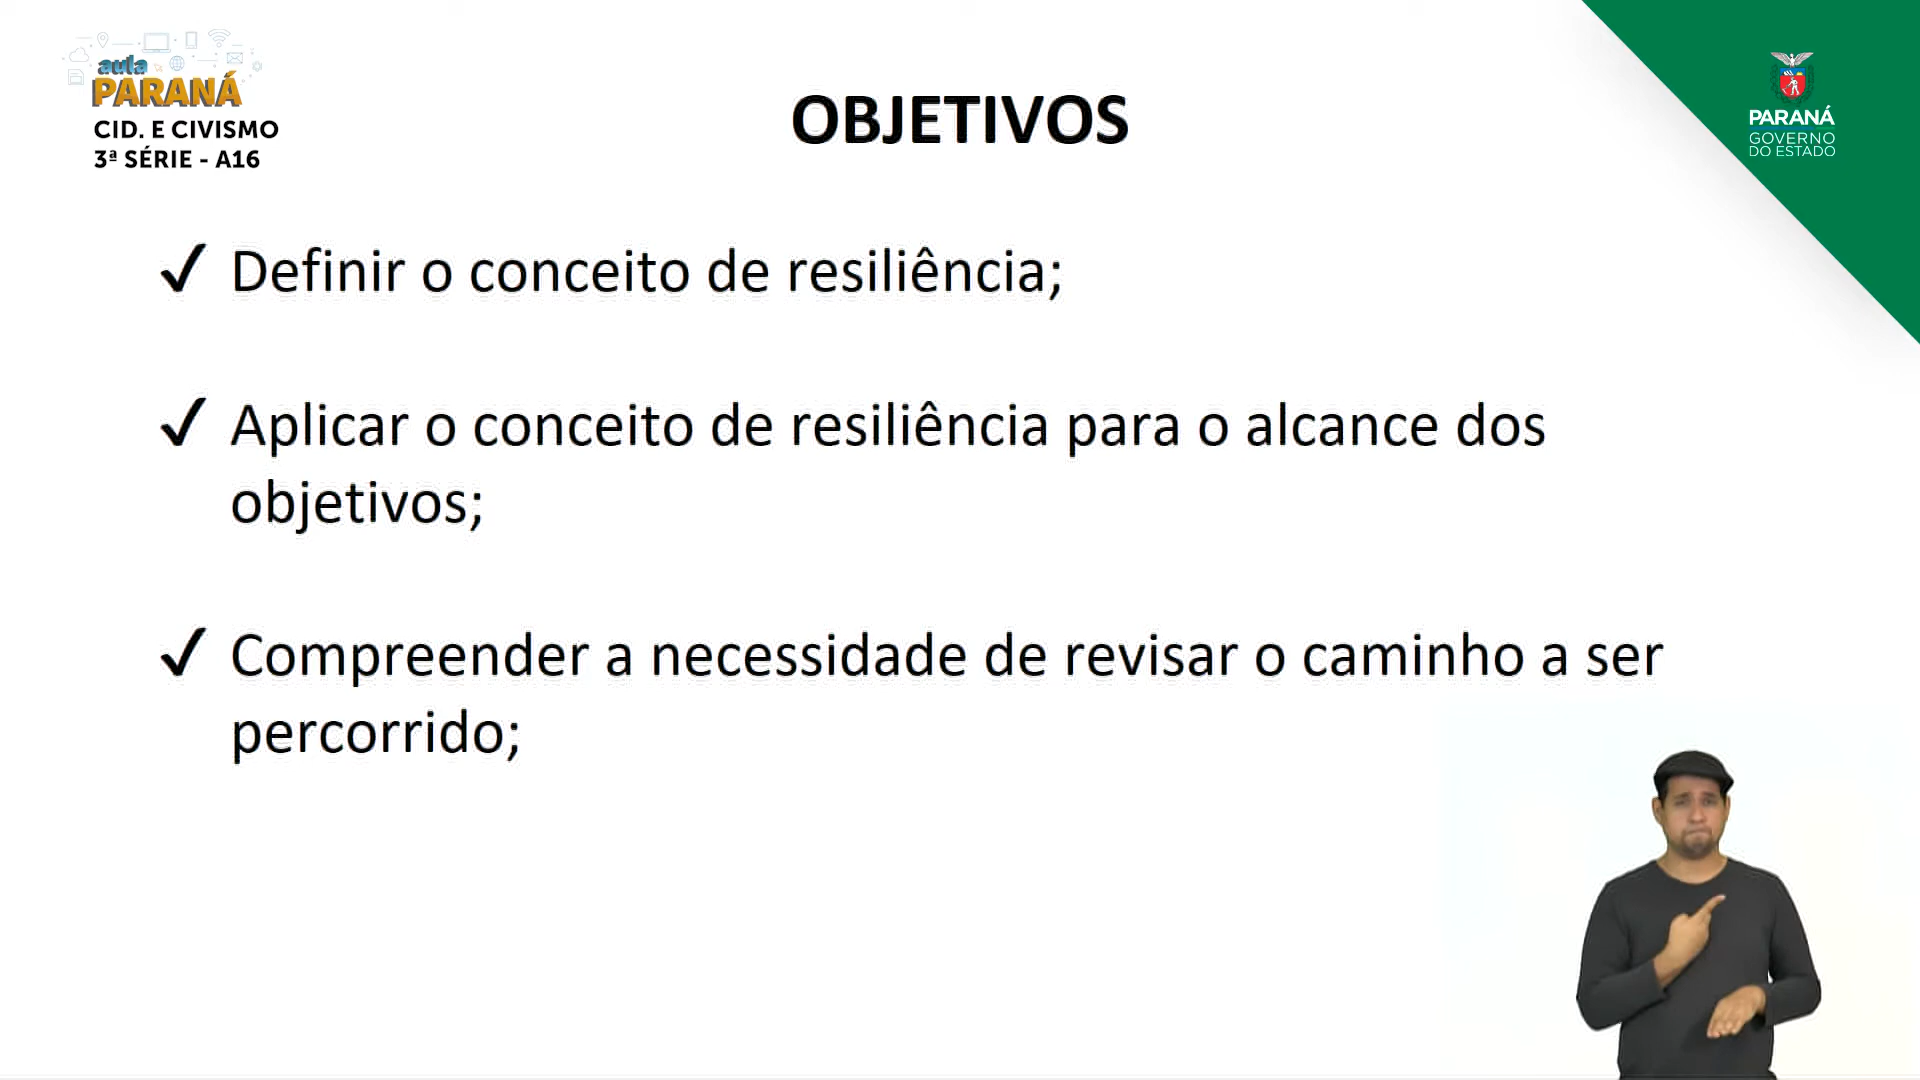 aula
PARANÁ
CID. E CIVISMO
3ª SÉRIE - A16
OBJETIVOS
PARANÁ
GOVERNO
DO ESTADO
✓ Definir o conceito de resiliência;
✓ Aplicar o conceito de resiliência para o alcance dos
objetivos;
✓ Compreender a necessidade de revisar o caminho a ser
percorrido;